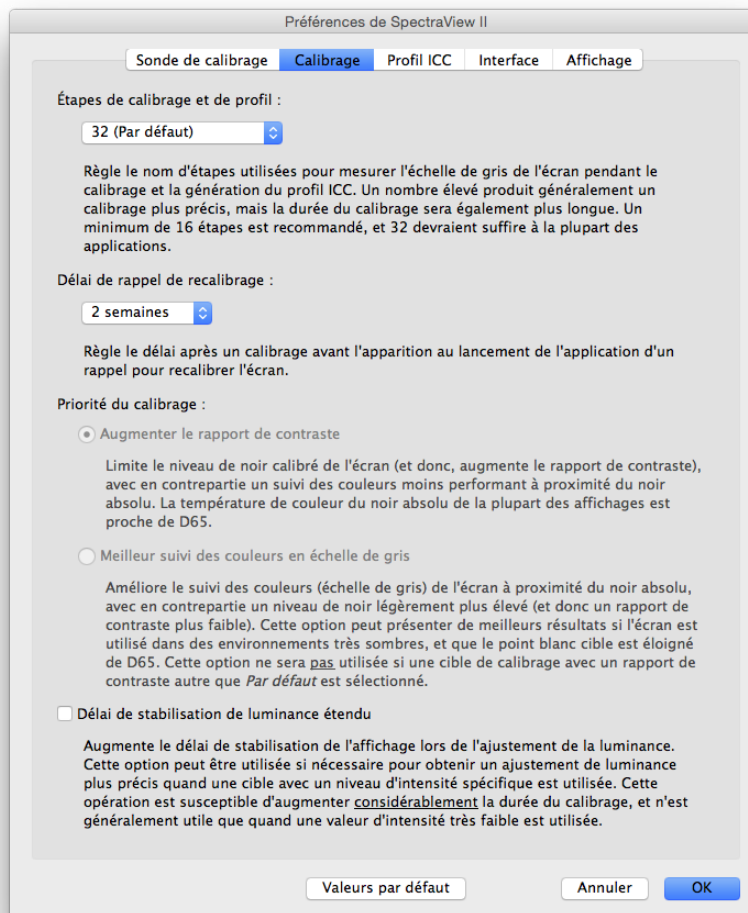 Préférences de SpectraView II
Sonde de calibrage Calibrage Profil ICC Interface Affichage
Étapes de calibrage et de profil :
32 (Par défaut)
Règle le nom d'étapes utilisées pour mesurer l'échelle de gris de l'écran pendant le
calibrage et la génération du profil ICC. Un nombre élevé produit généralement un
calibrage plus précis, mais la durée du calibrage sera également plus longue. Un
minimum de 16 étapes est recommandé, et 32 devraient suffire à la plupart des
applications.
Délai de rappel de recalibrage :
2 semaines
Règle le délai après un calibrage avant l'apparition au lancement de l'application d'un
rappel pour recalibrer l'écran.
Priorité du calibrage :
Augmenter le rapport de contraste
Limite le niveau de noir calibré de l'écran (et donc, augmente le rapport de contraste),
avec en contrepartie un suivi des couleurs moins performant à proximité du noir
absolu. La température de couleur du noir absolu de la plupart des affichages est
proche de D65.
Meilleur suivi des couleurs en échelle de gris
Améliore le suivi des couleurs (échelle de gris) de l'écran à proximité du noir absolu,
avec en contrepartie un niveau de noir légèrement plus élevé (et donc un rapport de
contraste plus faible). Cette option peut présenter de meilleurs résultats si l'écran est
utilisé dans des environnements très sombres, et que le point blanc cible est éloigné
de D65. Cette option ne sera pas utilisée si une cible de calibrage avec un rapport de
contraste autre que Par défaut est sélectionné.
Délai de stabilisation de luminance étendu
Augmente le délai de stabilisation de l'affichage lors de l'ajustement de la luminance.
Cette option peut être utilisée si nécessaire pour obtenir un ajustement de luminance
plus précis quand une cible avec un niveau d'intensité spécifique est utilisée. Cette
opération est susceptible d'augmenter considérablement la durée du calibrage, et n'est
généralement utile que quand une valeur d'intensité très faible est utilisée.
Valeurs par défaut Annuler OK